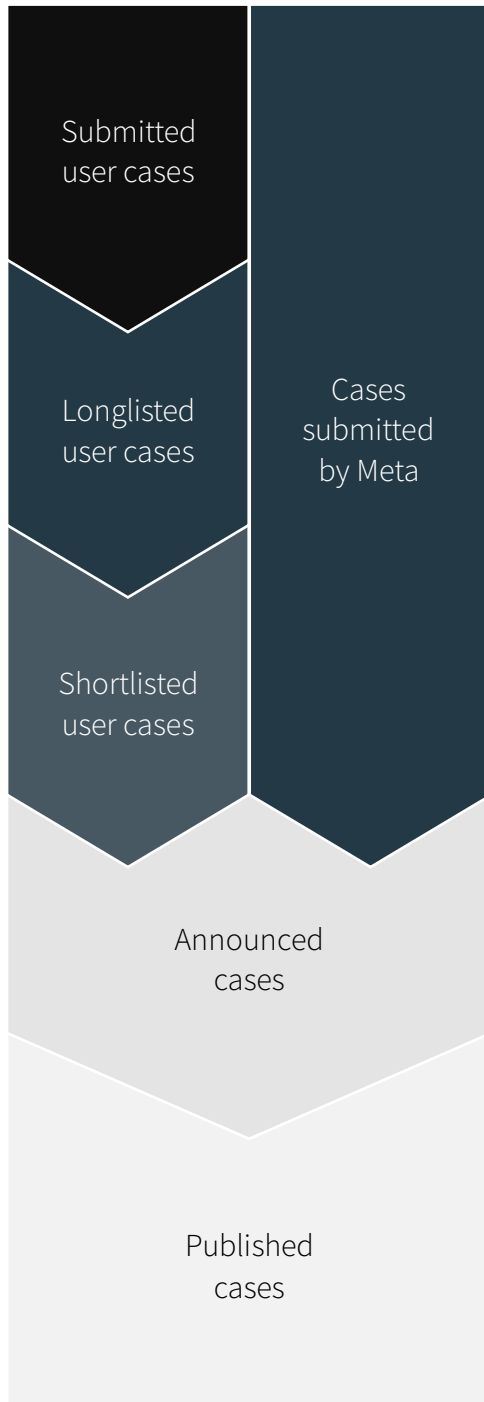 Submitted
user cases
Longlisted
user cases
Cases
submitted
by Meta
Shortlisted
user cases
Announced
cases
Published
cases